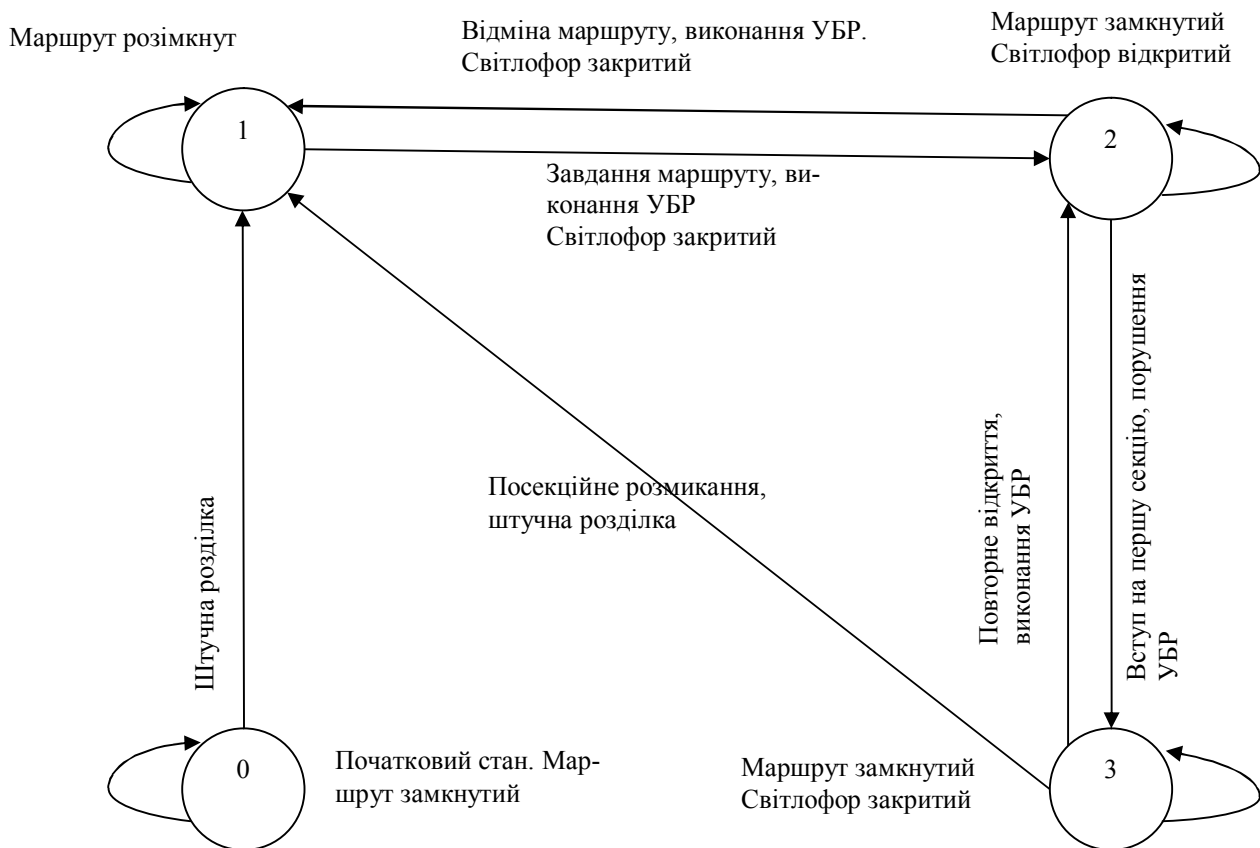 Маршрут розімкнут
Відміна маршруту, виконання УБР.
Світлофор закритий
Маршрут замкнутий
Світлофор відкритий
1
2
Завдання маршруту, ви-
конання УБР
Світлофор закритий
Посекційне розмикання,
штучна розділка
Штучна розділка
Повторне відкриття,
виконання УБР
Вступ на першу секцію, порушення
УБР
0
Початковий стан. Мар-
шрут замкнутий
Маршрут замкнутий
Світлофор закритий
3